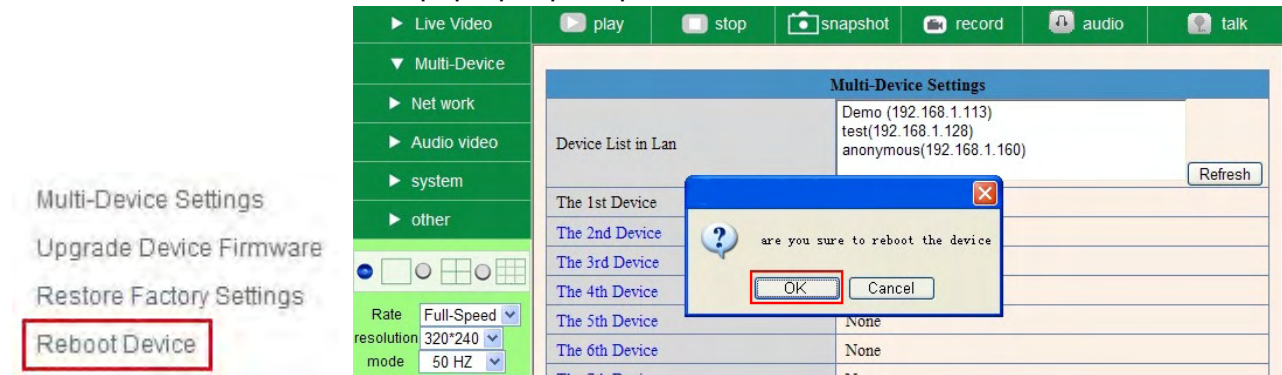 Multi-Device Settings
Upgrade Device Firmware
Restore Factory Settings
Reboot Device
Live Video
play
stop
snapshot
record
audio
talk
Multi-Device
Net work
Audio video
system
other
Rate Full-Speed
resolution 320*240
mode 50 HZ
Multi-Device Settings
Device List in Lan
Demo (192.168.1.113)
test(192.168.1.128)
anonymous(192.168.1.160)
Refresh
The 1st Device
The 2nd Device
The 3rd Device
The 4th Device
The 5th Device None
The 6th Device None
are you sure to reboot the device
OK
Cancel